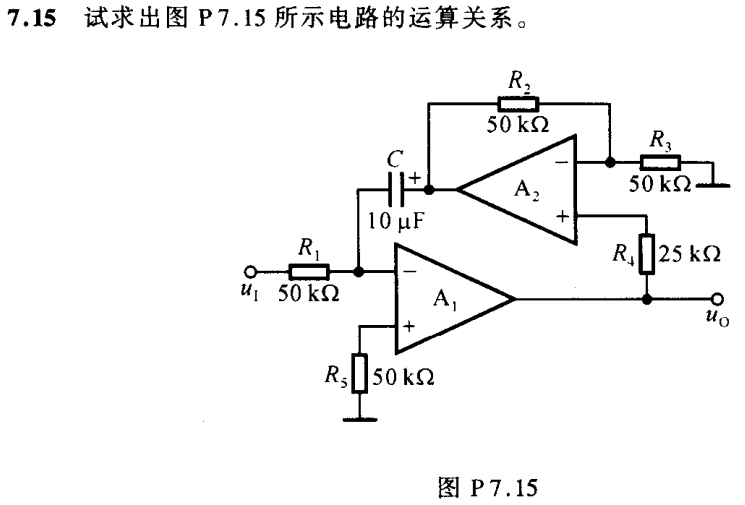 7.15 试求出图 P7.15 所示电路的运算关系。
R₂
50 kΩ
R₃
50 kΩ
C
+
10 μF
A₂
−
+
R₄
25 kΩ
R₁
50 kΩ
u_I
A₁
−
+
u_O
R₅
50 kΩ
图 P7.15